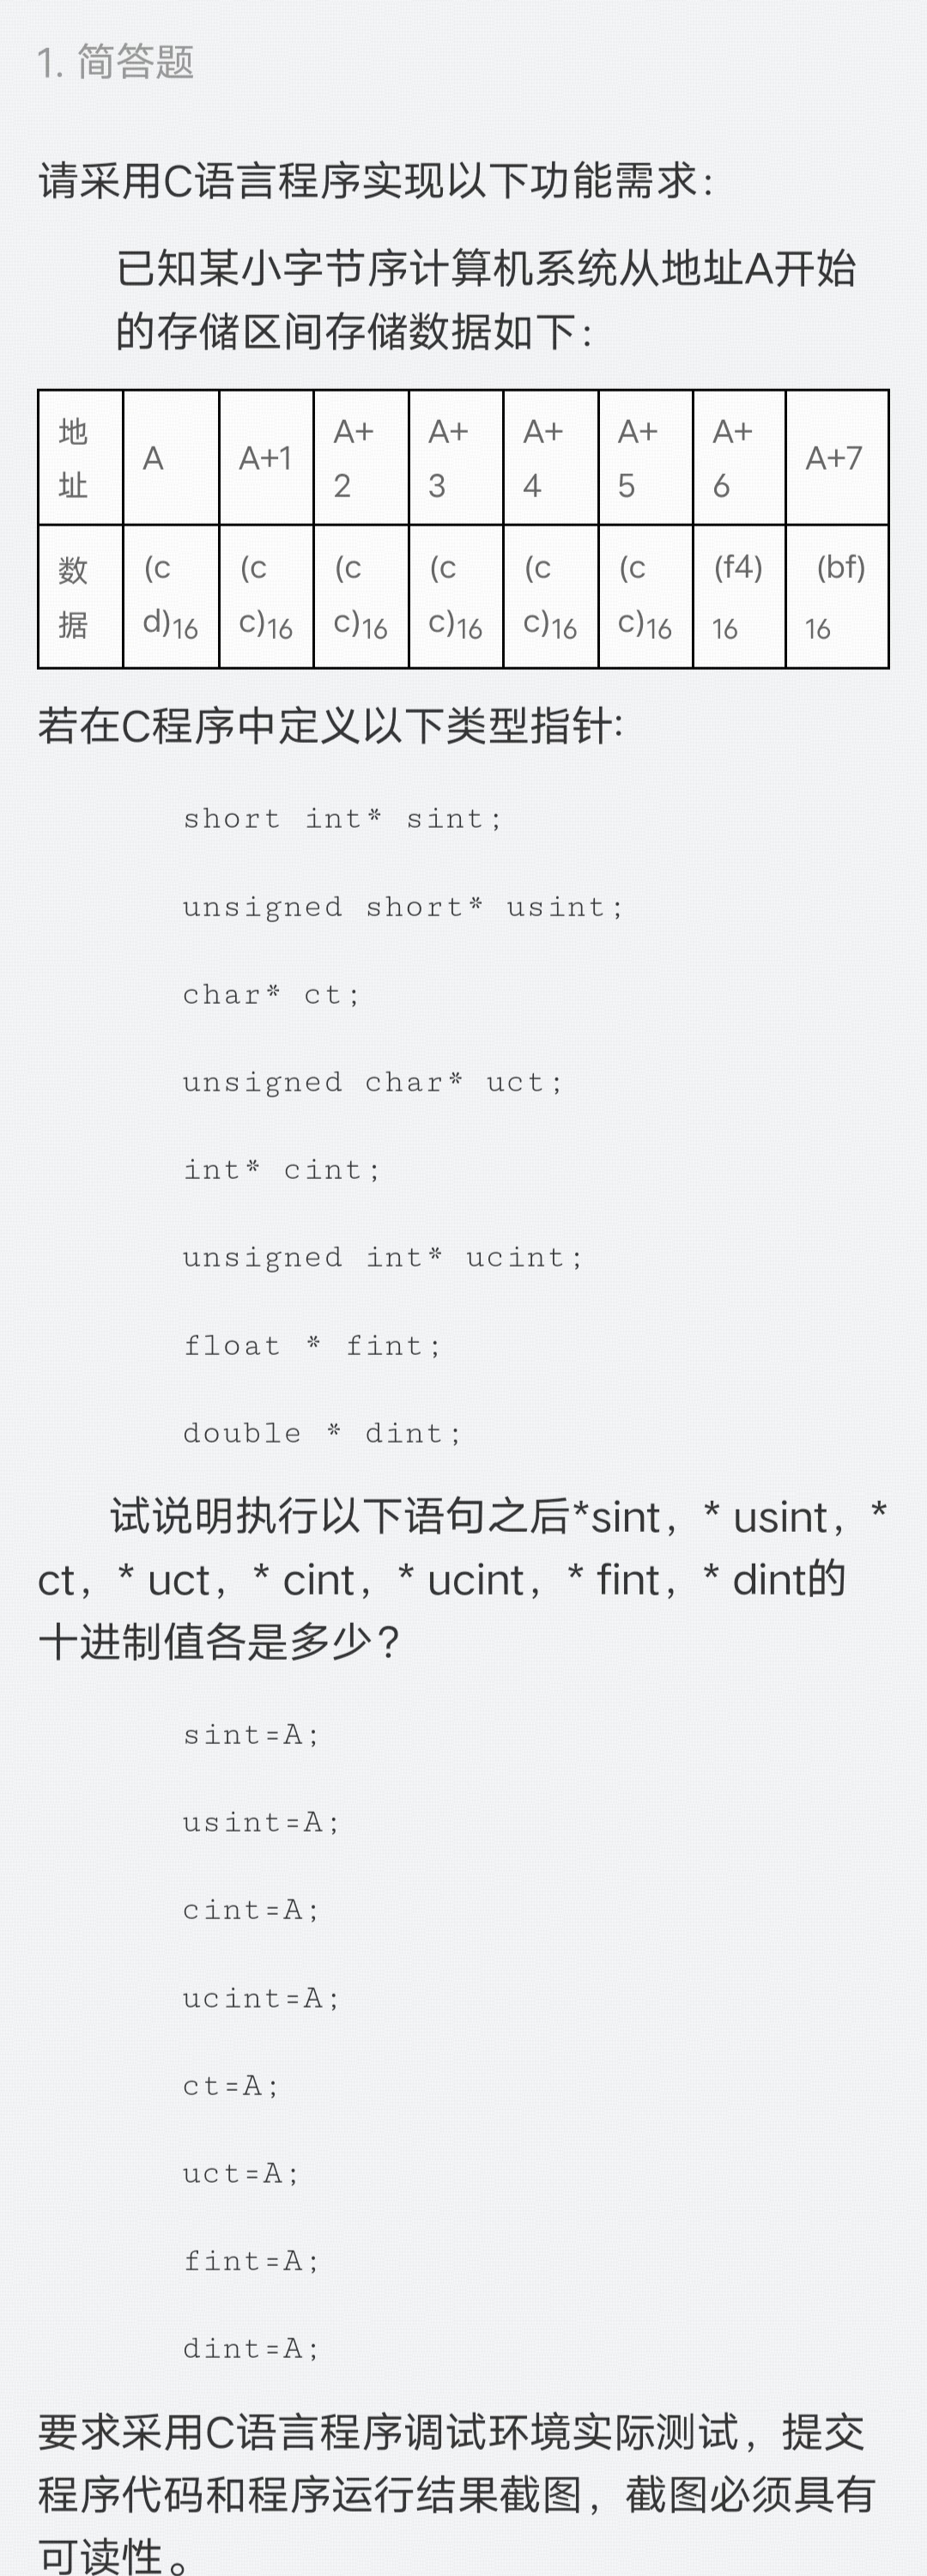 1. 简答题
请采用C语言程序实现以下功能需求：
已知某小字节序计算机系统从地址A开始
的存储区间存储数据如下：
地址 A A+1 A+2 A+3 A+4 A+5 A+6 A+7
数据 (cd)16 (cc)16 (cc)16 (cc)16 (cc)16 (cc)16 (f4)16 (bf)16
若在C程序中定义以下类型指针:
short int* sint;
unsigned short* usint;
char* ct;
unsigned char* uct;
int* cint;
unsigned int* ucint;
float * fint;
double * dint;
试说明执行以下语句之后*sint，* usint，*
ct，* uct，* cint，* ucint，* fint，* dint的
十进制值各是多少?
sint=A;
usint=A;
cint=A;
ucint=A;
ct=A;
uct=A;
fint=A;
dint=A;
要求采用C语言程序调试环境实际测试，提交
程序代码和程序运行结果截图，截图必须具有
可读性。